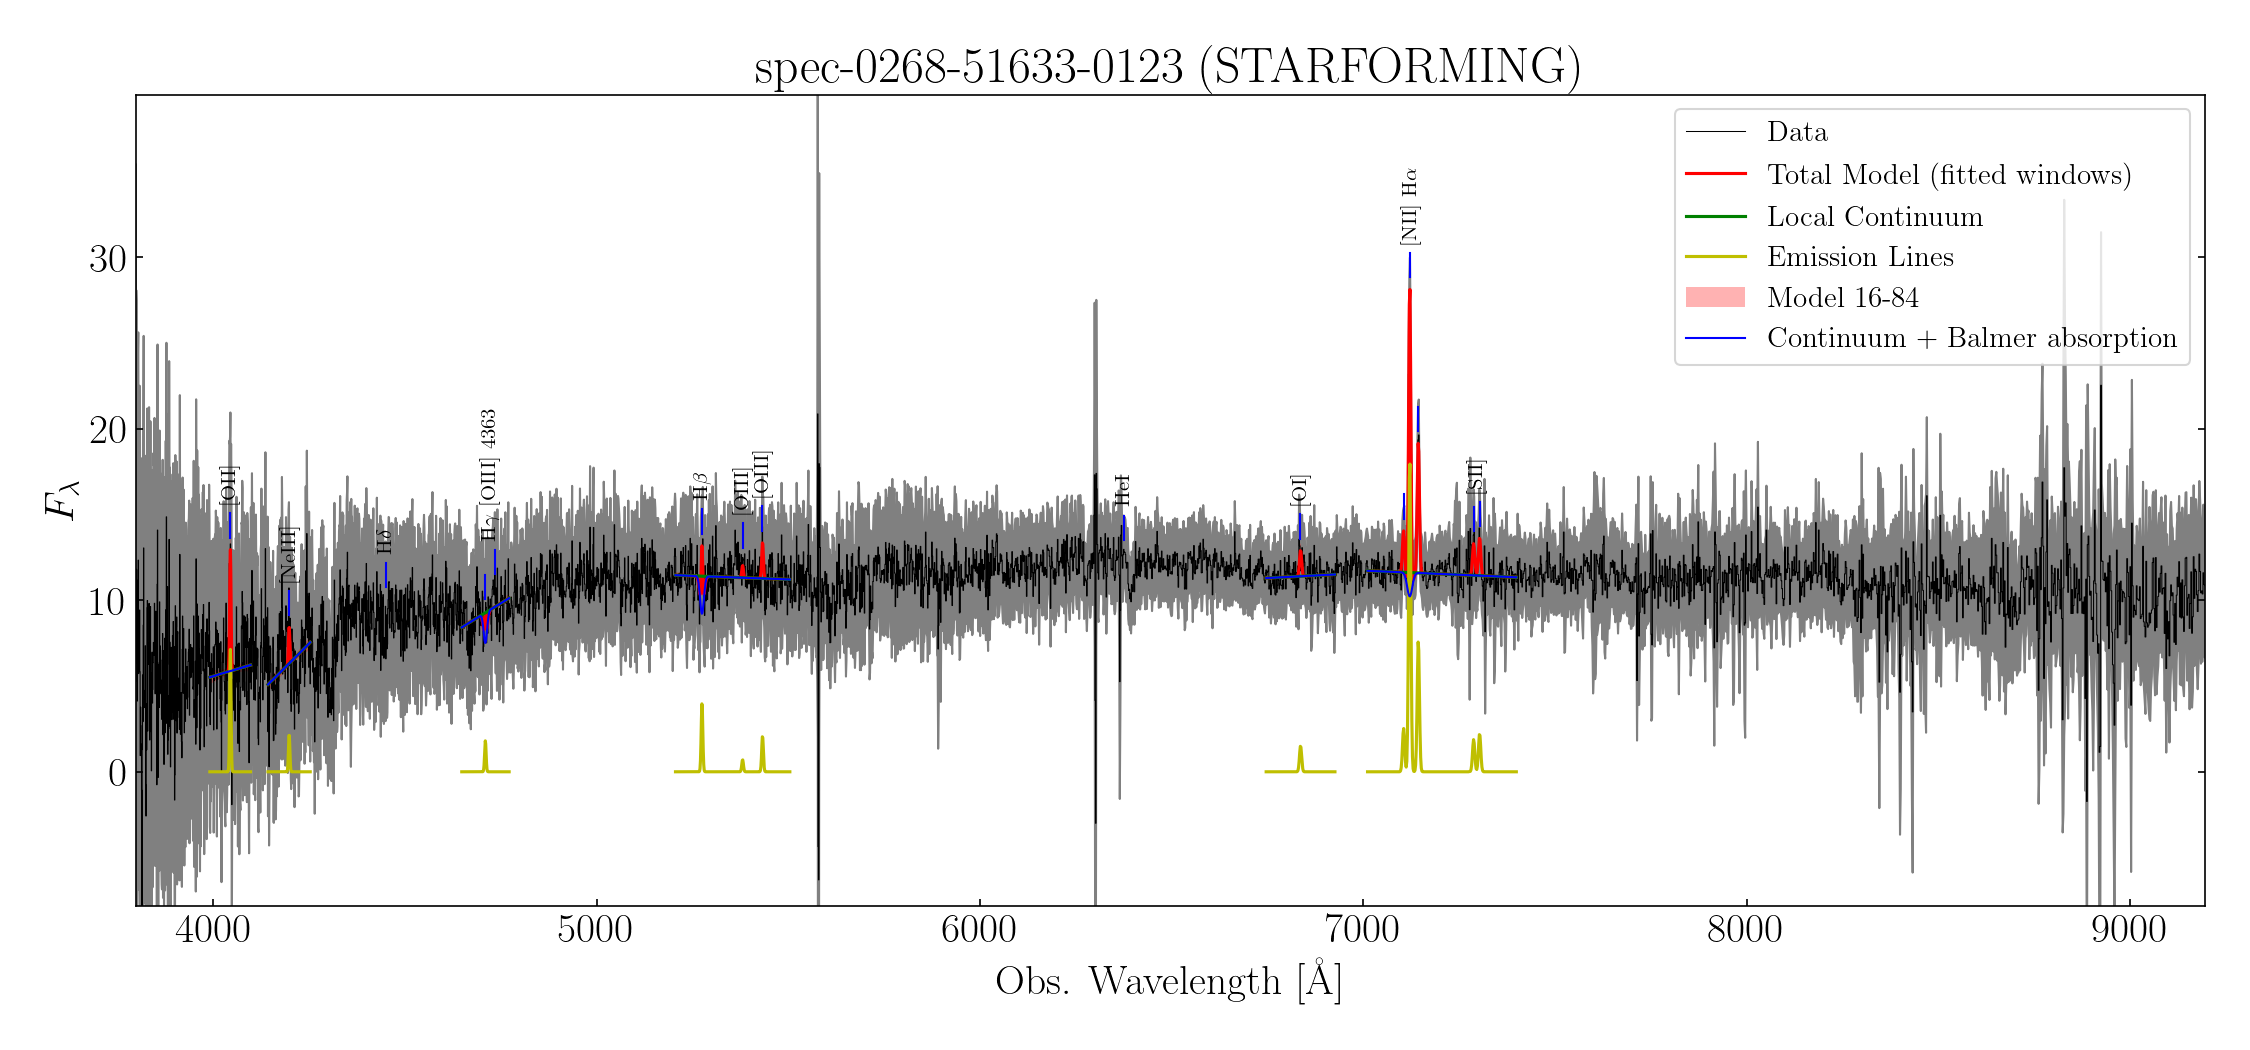 spec-0268-51633-0123 (STARFORMING)
Data
Total Model (fitted windows)
Local Continuum
Emission Lines
Model 16-84
Continuum + Balmer absorption
Fλ
30
20
10
0
[OII]
[NeIII]
Hδ
Hγ [OIII] 4363
Hβ
[OIII]
[OIII]
HeI
[OI]
[NII] Hα
[SII]
4000 5000 6000 7000 8000 9000
Obs. Wavelength [Å]